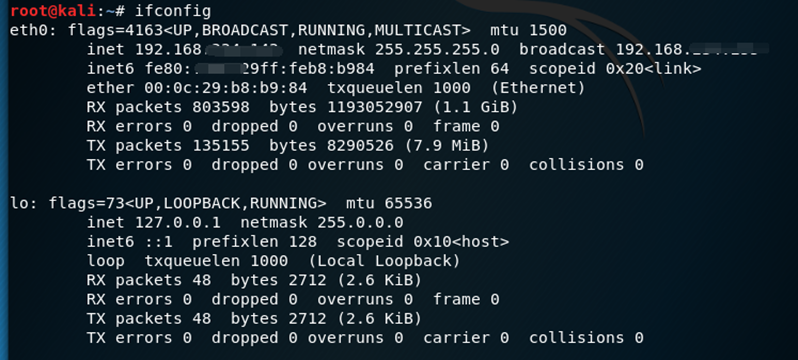 root@kali:~# ifconfig
eth0: flags=4163<UP,BROADCAST,RUNNING,MULTICAST>  mtu 1500
inet 192.168. netmask 255.255.255.0  broadcast 192.168.
inet6 fe80: 29ff:feb8:b984  prefixlen 64  scopeid 0x20<link>
ether 00:0c:29:b8:b9:84  txqueuelen 1000  (Ethernet)
RX packets 803598  bytes 1193052907 (1.1 GiB)
RX errors 0  dropped 0  overruns 0  frame 0
TX packets 135155  bytes 8290526 (7.9 MiB)
TX errors 0  dropped 0 overruns 0  carrier 0  collisions 0
lo: flags=73<UP,LOOPBACK,RUNNING>  mtu 65536
inet 127.0.0.1  netmask 255.0.0.0
inet6 ::1  prefixlen 128  scopeid 0x10<host>
loop  txqueuelen 1000  (Local Loopback)
RX packets 48  bytes 2712 (2.6 KiB)
RX errors 0  dropped 0  overruns 0  frame 0
TX packets 48  bytes 2712 (2.6 KiB)
TX errors 0  dropped 0 overruns 0  carrier 0  collisions 0